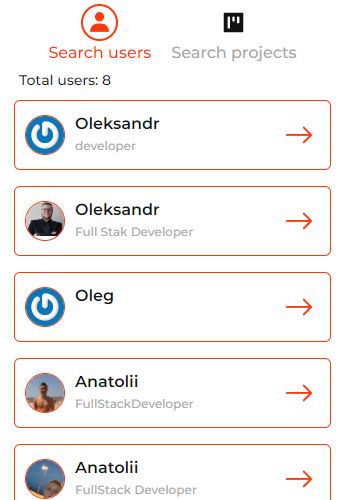 Search users
Search projects
Total users: 8
Oleksandr
developer
Oleksandr
Full Stak Developer
Oleg
Anatolii
FullStackDeveloper
Anatolii
FullStack Developer